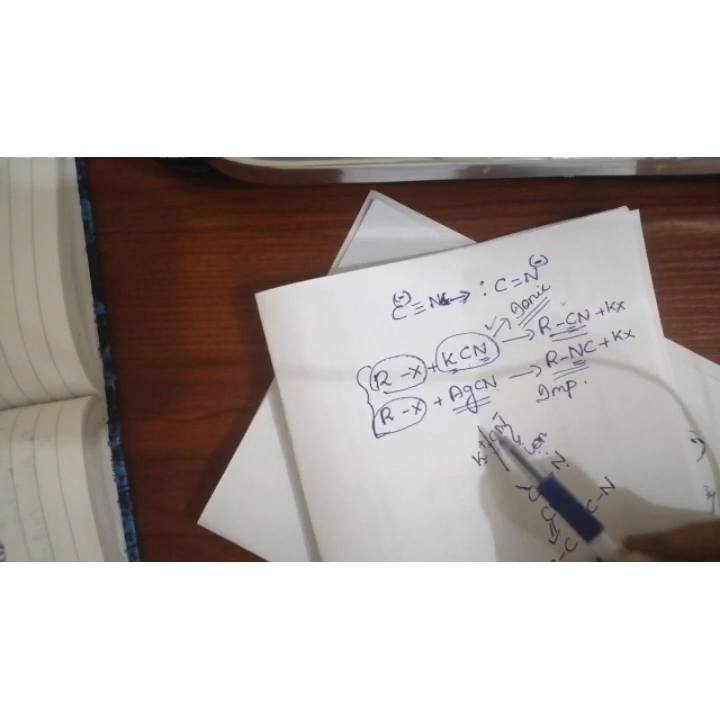 (-)C≡N ↔ :C=N(-)
R-X + KCN → R-CN + KX
Ionic
R-X + AgCN → R-NC + KX
Imp.
C-N